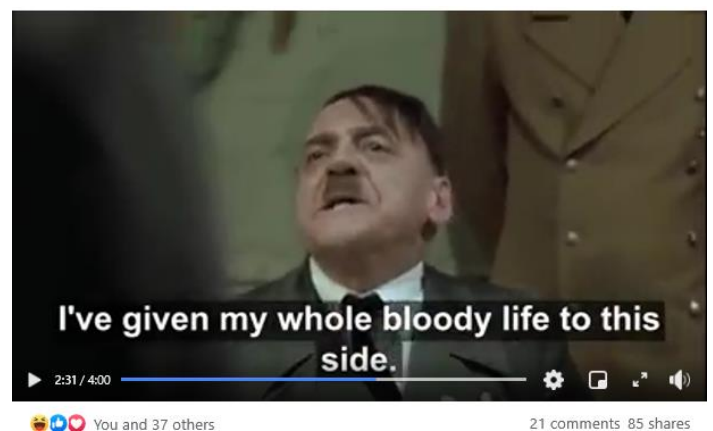 I've given my whole bloody life to this
side.
2:31 / 4:00
You and 37 others
21 comments 85 shares